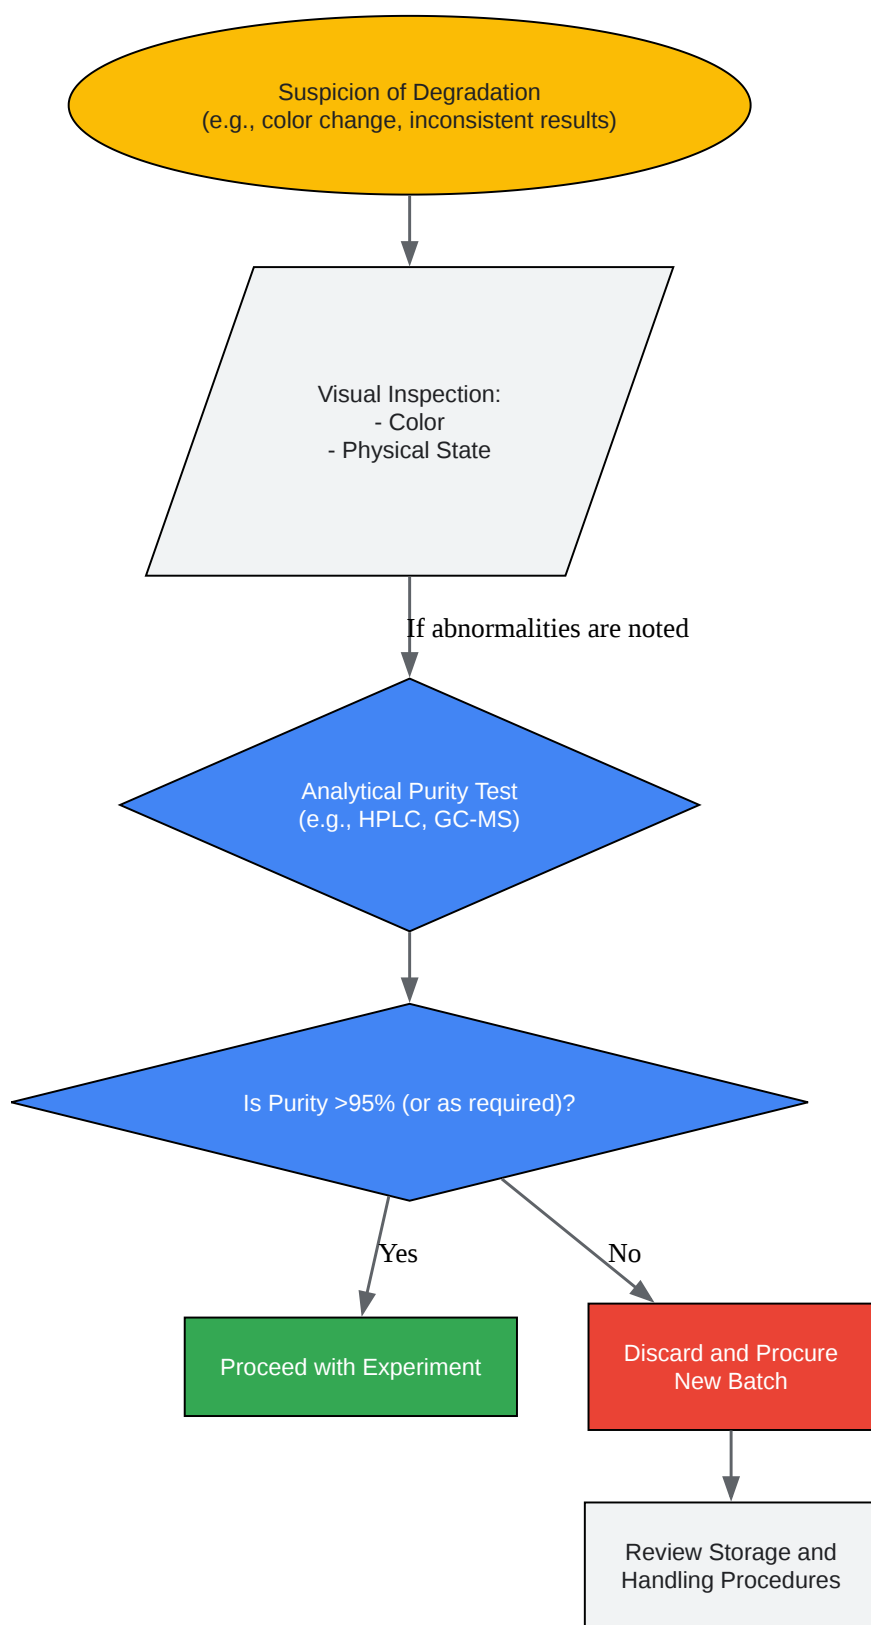 Suspicion of Degradation
(e.g., color change, inconsistent results)
Visual Inspection:
- Color
- Physical State
If abnormalities are noted
Analytical Purity Test
(e.g., HPLC, GC-MS)
Is Purity >95% (or as required)?
Yes
No
Proceed with Experiment
Discard and Procure
New Batch
Review Storage and
Handling Procedures